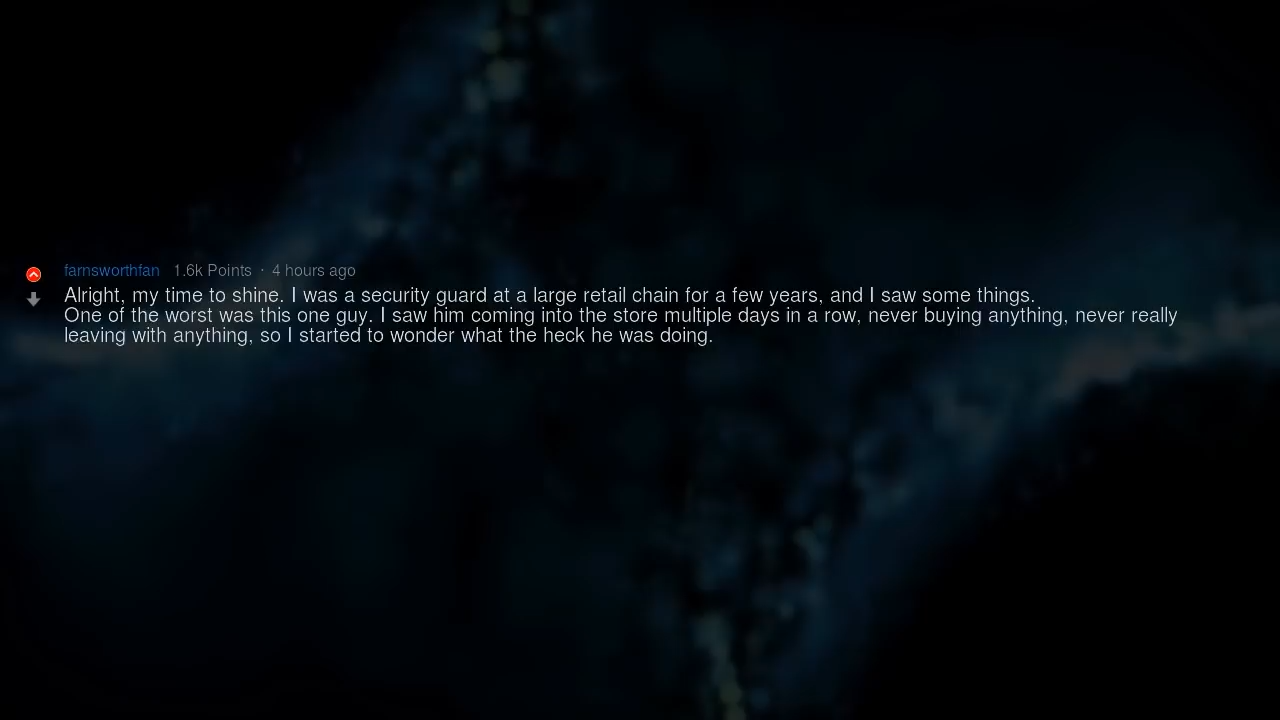 farnsworthfan 1.6k Points · 4 hours ago
Alright, my time to shine. I was a security guard at a large retail chain for a few years, and I saw some things.
One of the worst was this one guy. I saw him coming into the store multiple days in a row, never buying anything, never really
leaving with anything, so I started to wonder what the heck he was doing.